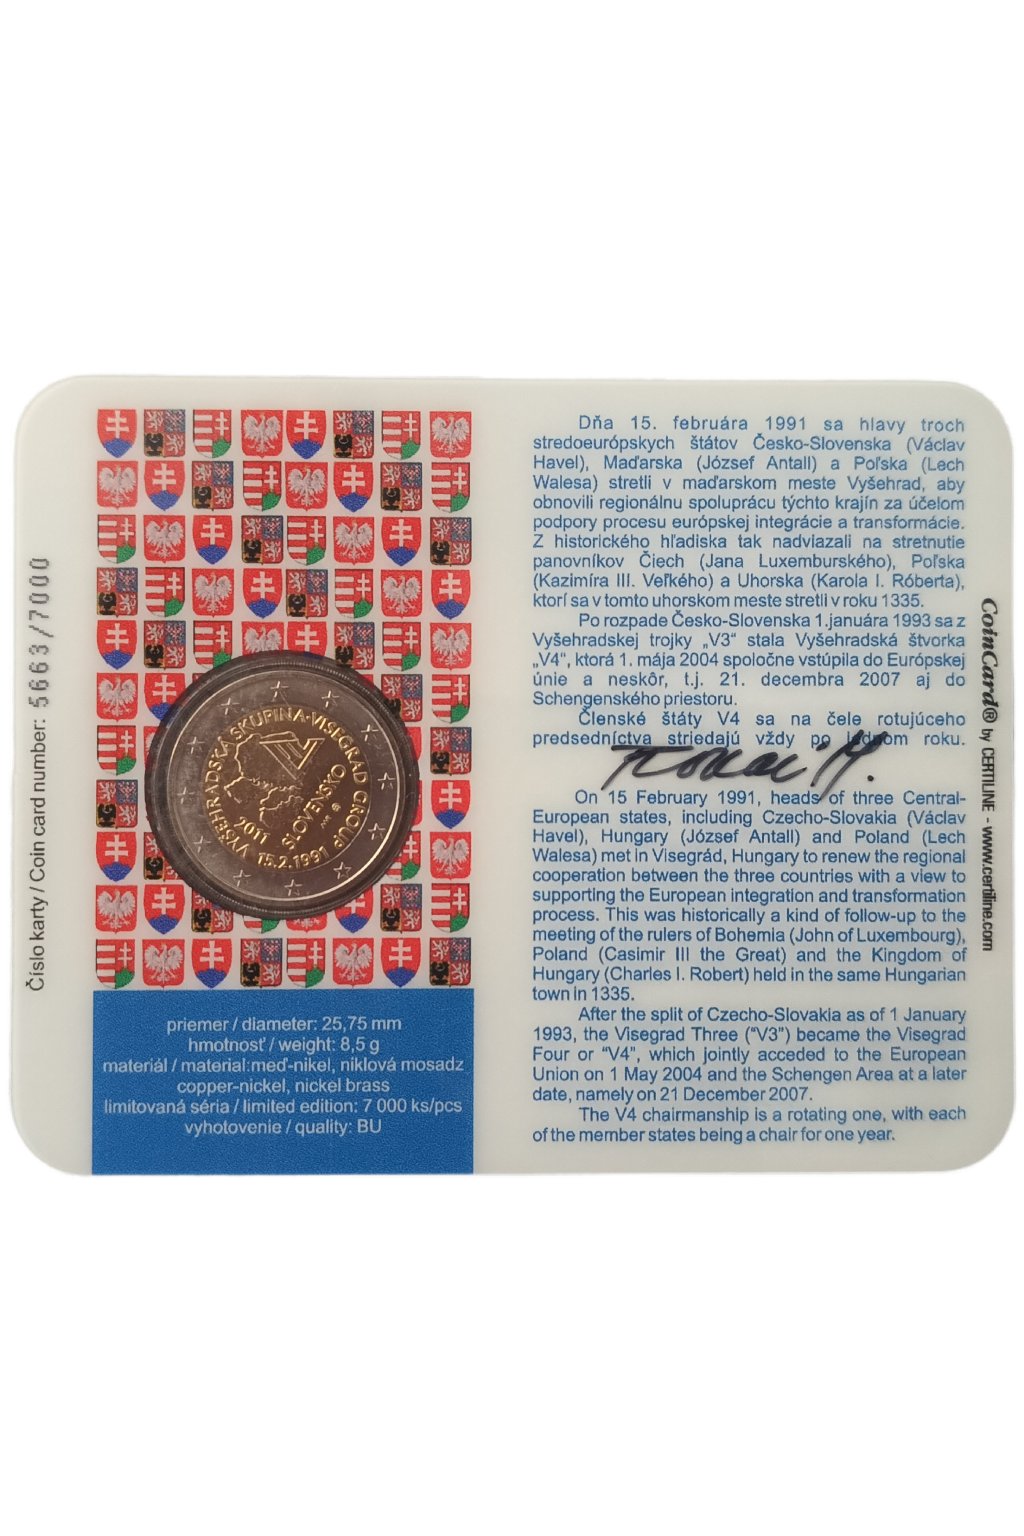 Číslo karty / Coin card number: 5663/7000
VYŠEHRADSKÁ SKUPINA·VISEGRAD GROUP
2011
SLOVENSKO
15.2.1991
priemer / diameter: 25,75 mm
hmotnosť / weight: 8,5 g
materiál / material:meď-nikel, niklová mosadz
copper-nickel, nickel brass
limitovaná séria / limited edition: 7 000 ks/pcs
vyhotovenie / quality: BU
Dňa 15. februára 1991 sa hlavy troch
stredoeurópskych štátov Česko-Slovenska (Václav
Havel), Maďarska (József Antall) a Poľska (Lech
Walesa) stretli v maďarskom meste Vyšehrad, aby
obnovili regionálnu spoluprácu týchto krajín za účelom
podpory procesu európskej integrácie a transformácie.
Z historického hľadiska tak nadviazali na stretnutie
panovníkov Čiech (Jana Luxemburského), Poľska
(Kazimíra III. Veľkého) a Uhorska (Karola I. Róberta),
ktorí sa v tomto uhorskom meste stretli v roku 1335.
Po rozpade Česko-Slovenska 1.januára 1993 sa z
Vyšehradskej trojky „V3“ stala Vyšehradská štvorka
„V4“, ktorá 1. mája 2004 spoločne vstúpila do Európskej
únie a neskôr, t.j. 21. decembra 2007 aj do
Schengenského priestoru.
Členské štáty V4 sa na čele rotujúceho
predsedníctva striedajú vždy po jednom roku.
On 15 February 1991, heads of three Central-
European states, including Czecho-Slovakia (Václav
Havel), Hungary (József Antall) and Poland (Lech
Walesa) met in Visegrád, Hungary to renew the regional
cooperation between the three countries with a view to
supporting the European integration and transformation
process. This was historically a kind of follow-up to the
meeting of the rulers of Bohemia (John of Luxembourg),
Poland (Casimir III the Great) and the Kingdom of
Hungary (Charles I. Robert) held in the same Hungarian
town in 1335.
After the split of Czecho-Slovakia as of 1 January
1993, the Visegrad Three (“V3”) became the Visegrad
Four or “V4”, which jointly acceded to the European
Union on 1 May 2004 and the Schengen Area at a later
date, namely on 21 December 2007.
The V4 chairmanship is a rotating one, with each
of the member states being a chair for one year.
CoinCard® by CERTILINE - www.certiline.com